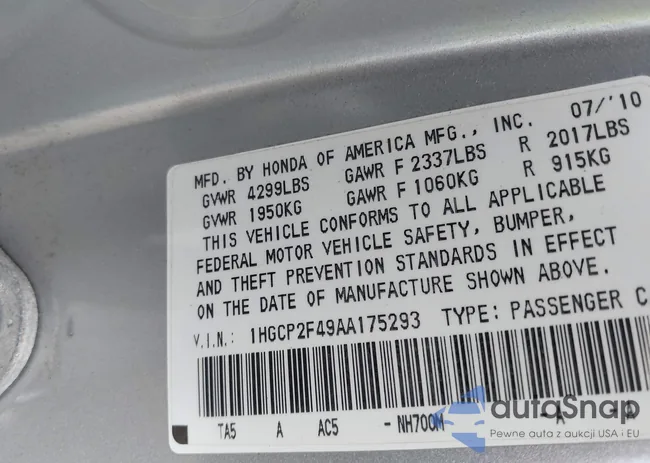 07/'10
MFD. BY HONDA OF AMERICA MFG., INC.
GVWR 4299LBS GAWR F 2337LBS R 2017LBS
GVWR 1950KG GAWR F 1060KG R 915KG
THIS VEHICLE CONFORMS TO ALL APPLICABLE
FEDERAL MOTOR VEHICLE SAFETY, BUMPER,
AND THEFT PREVENTION STANDARDS IN EFFECT
ON THE DATE OF MANUFACTURE SHOWN ABOVE.
V.I.N.: 1HGCP2F49AA175293 TYPE: PASSENGER C
TA5 A AC5 -NH700M -A -A
autoSnap
Pewne auta z aukcji USA i EU